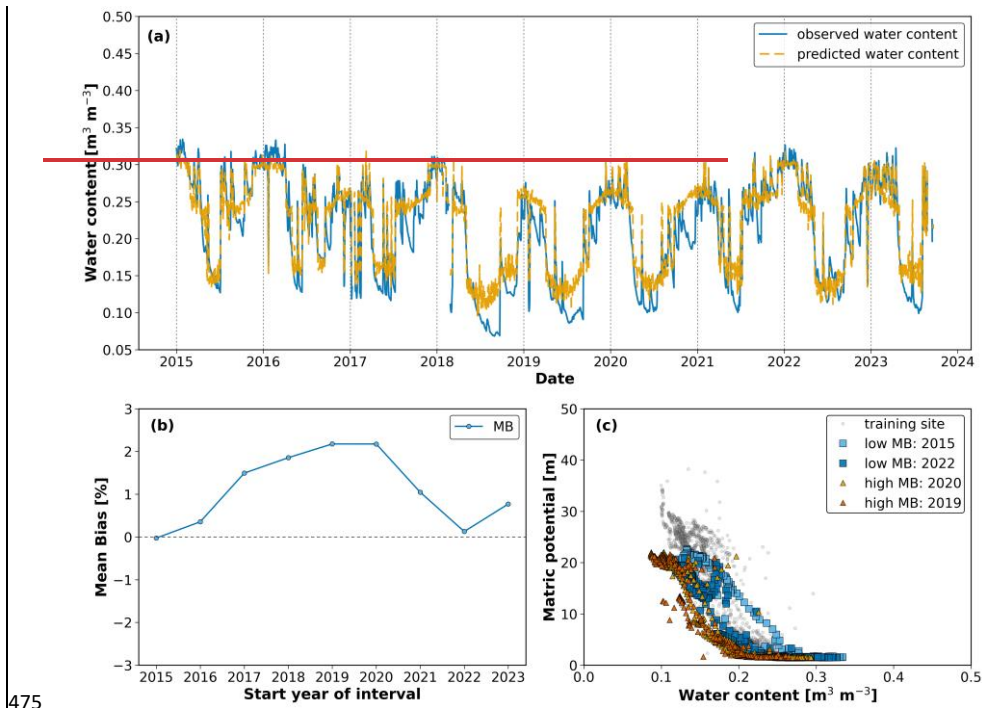 (a)
observed water content
predicted water content
Water content [m³ m⁻³]
0.50
0.45
0.40
0.35
0.30
0.25
0.20
0.15
0.10
0.05
2015 2016 2017 2018 2019 2020 2021 2022 2023 2024
Date
(b)
MB
Mean Bias [%]
3
2
1
0
−1
−2
−3
2015 2016 2017 2018 2019 2020 2021 2022 2023
Start year of interval
(c)
training site
low MB: 2015
low MB: 2022
high MB: 2020
high MB: 2019
Matric potential [m]
50
40
30
20
10
0
0.0 0.1 0.2 0.3 0.4 0.5
Water content [m³ m⁻³]
475